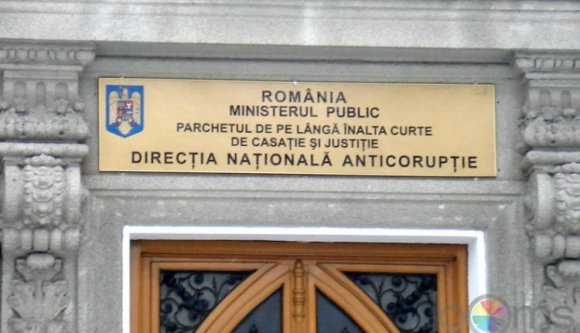 ROMÂNIA
MINISTERUL PUBLIC
PARCHETUL DE PE LÂNGĂ ÎNALTA CURTE
DE CASAȚIE ȘI JUSTIȚIE
DIRECȚIA NAȚIONALĂ ANTICORUPȚIE